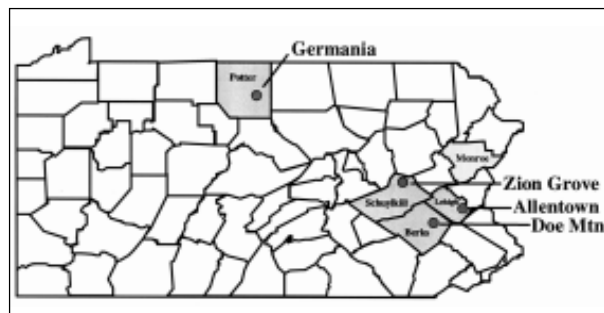 Germania
Potter
Monroe
Zion Grove
Schuylkill
Lehigh
Allentown
Doe Mtn
Berks